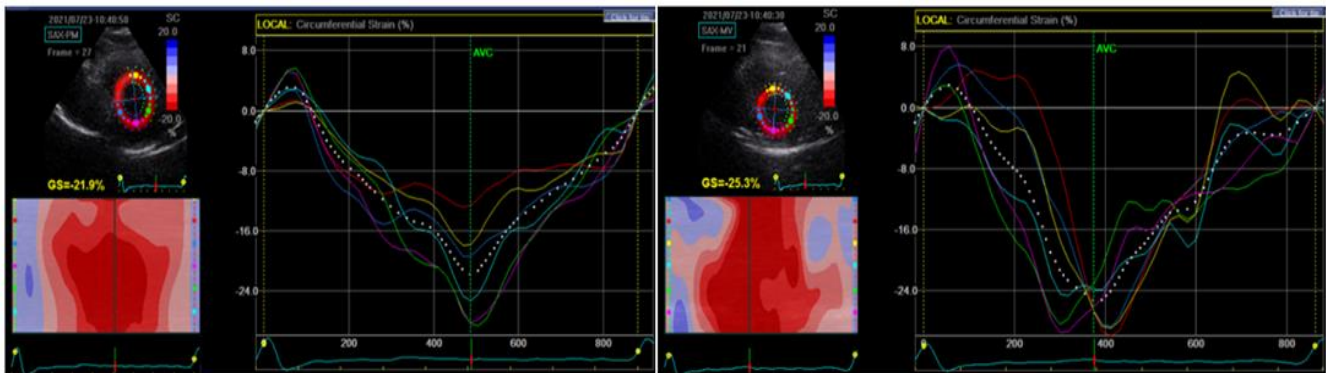 2021/07/23-10:40:50
SC
20.0
SAX-PM
Frame = 27
-20.0
%
GS=-21.9%
LOCAL: Circumferential Strain (%)
8.0
AVC
0.0
-8.0
-16.0
-24.0
200
400
600
800
2021/07/23-10:40:30
SC
20.0
SAX-MV
Frame = 21
-20.0
%
GS=-25.3%
LOCAL: Circumferential Strain (%)
8.0
AVC
0.0
-8.0
-16.0
-24.0
200
400
600
800